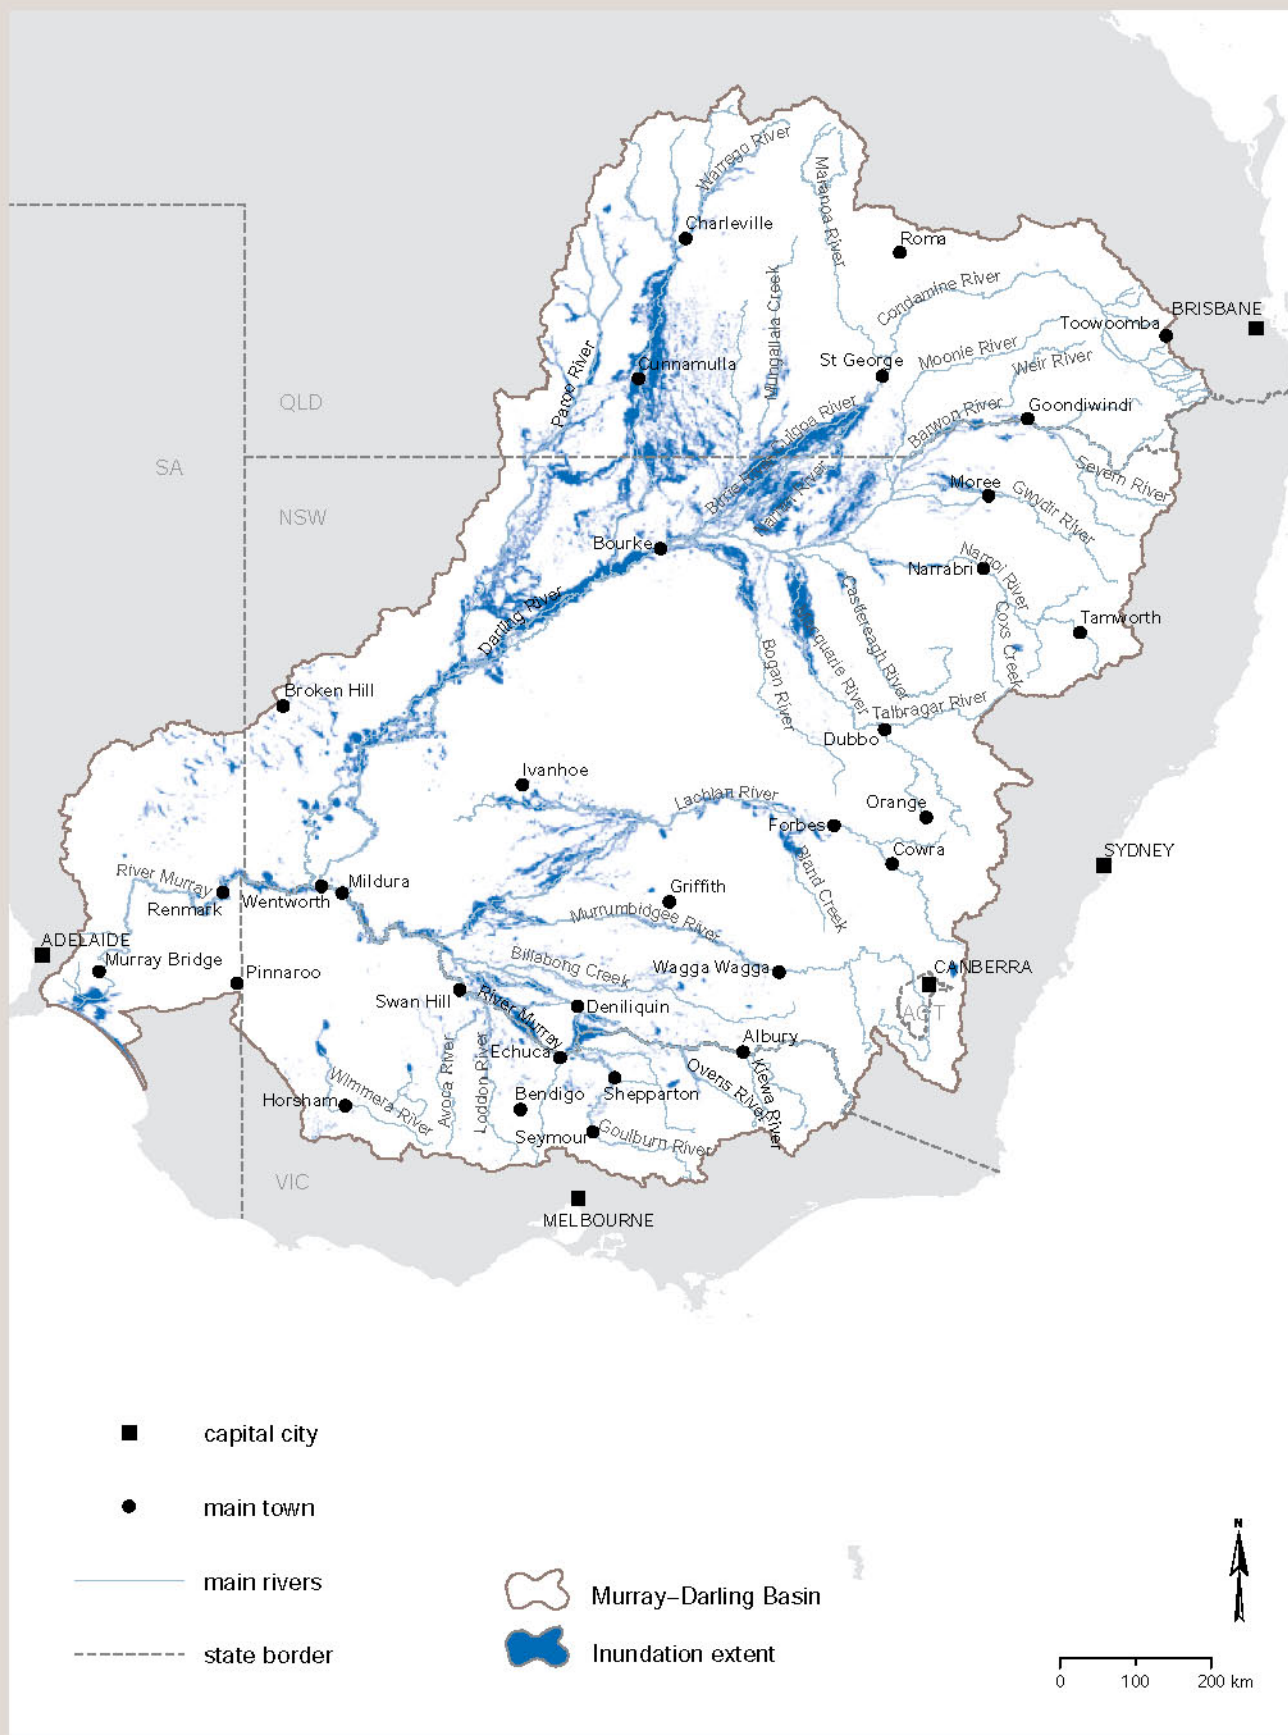 Warrego River
Maranoa River
Charleville
Roma
Mungallala Creek
Condamine River
BRISBANE
Toowoomba
Paroo River
Cunnamulla
St George
Moonie River
Weir River
QLD
Culgoa River
Barwon River
Goondiwindi
SA
Birrie River
Narran River
Severn River
Moree
Gwydir River
NSW
Bourke
Narrabri
Namoi River
Darling River
Castlereagh River
Coxs Creek
Tamworth
Macquarie River
Bogan River
Broken Hill
Talbragar River
Dubbo
Ivanhoe
Lachlan River
Orange
Forbes
SYDNEY
Cowra
Bland Creek
River Murray
Mildura
Griffith
Renmark
Wentworth
Murrumbidgee River
ADELAIDE
Murray Bridge
Pinnaroo
Billabong Creek
Wagga Wagga
CANBERRA
Swan Hill
River Murray
Deniliquin
ACT
Echuca
Albury
Avoca River
Loddon River
Ovens River
Kiewa River
Horsham
Wimmera River
Bendigo
Shepparton
Seymour
Goulburn River
VIC
MELBOURNE
capital city
main town
main rivers
state border
Murray–Darling Basin
Inundation extent
N
0 100 200 km